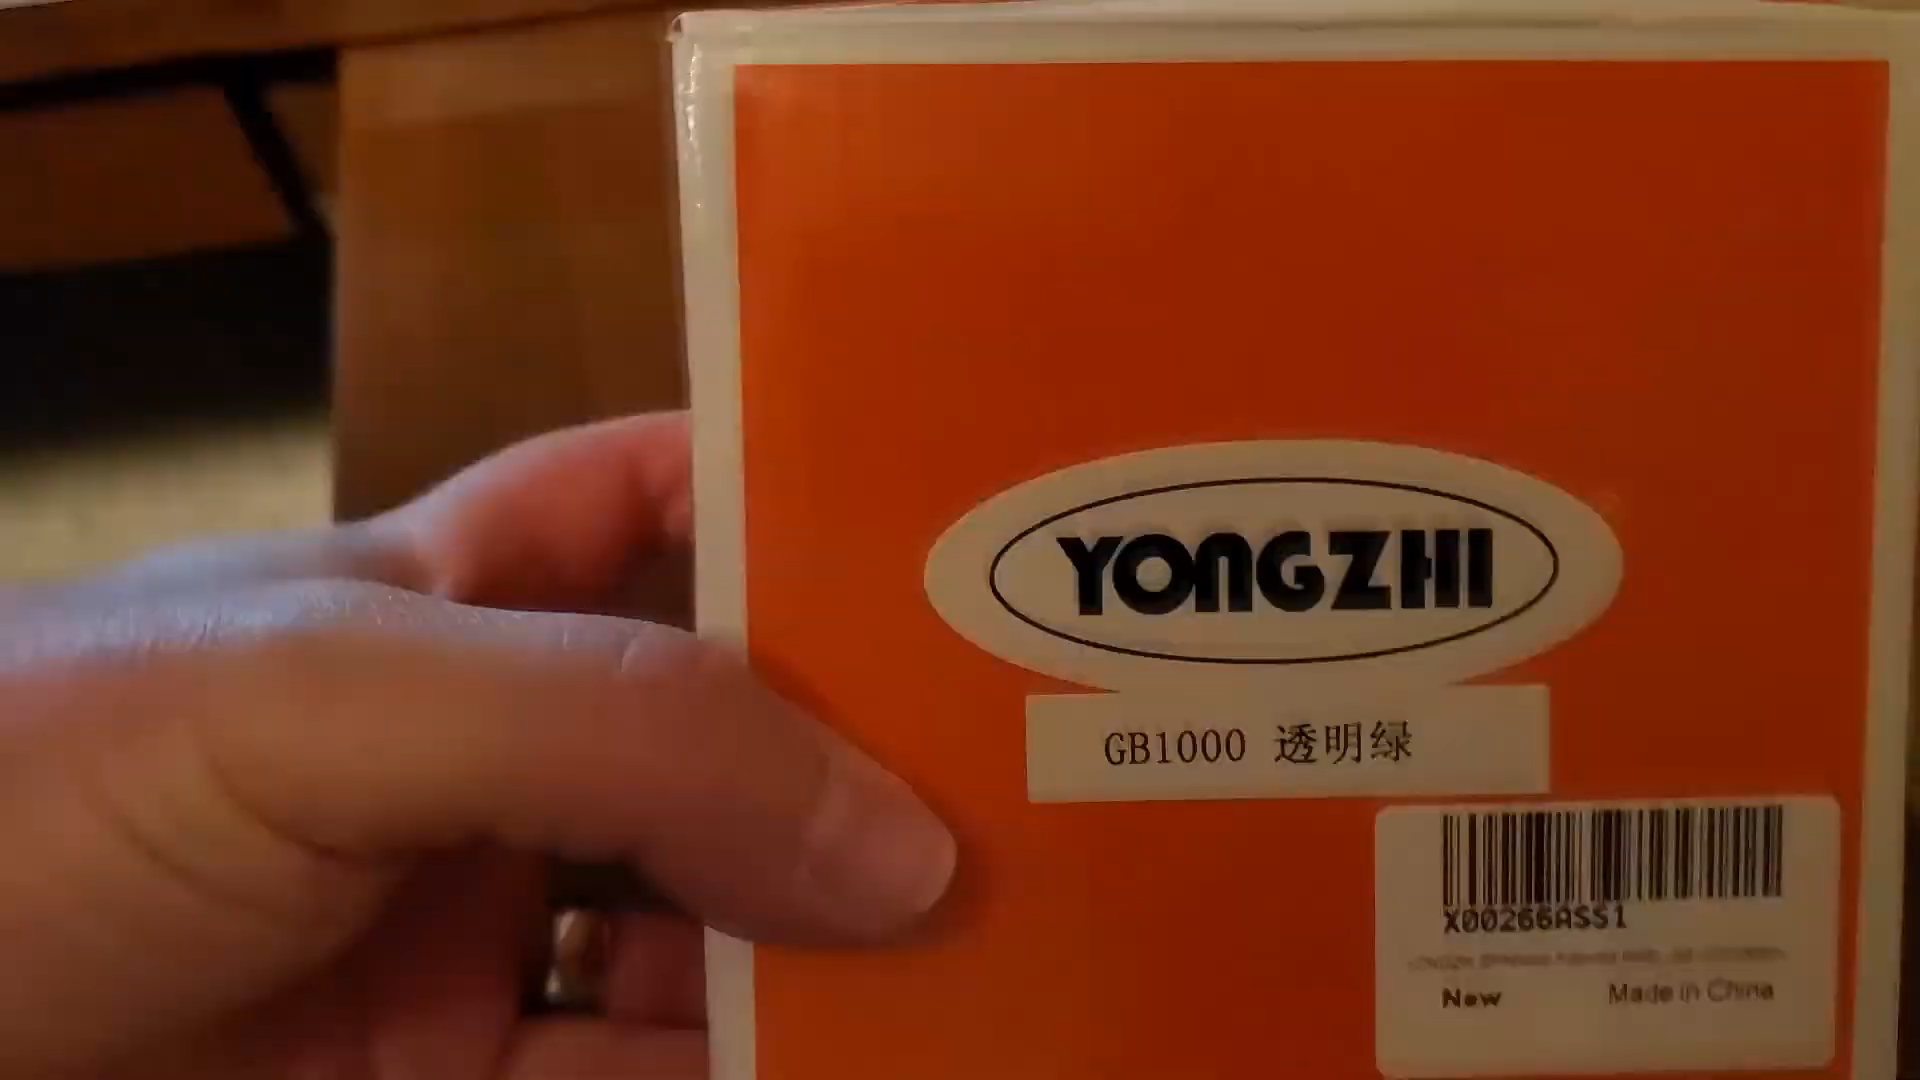 YONGZHI
GB1000 透明绿
X00266ASS1
New
Made in China